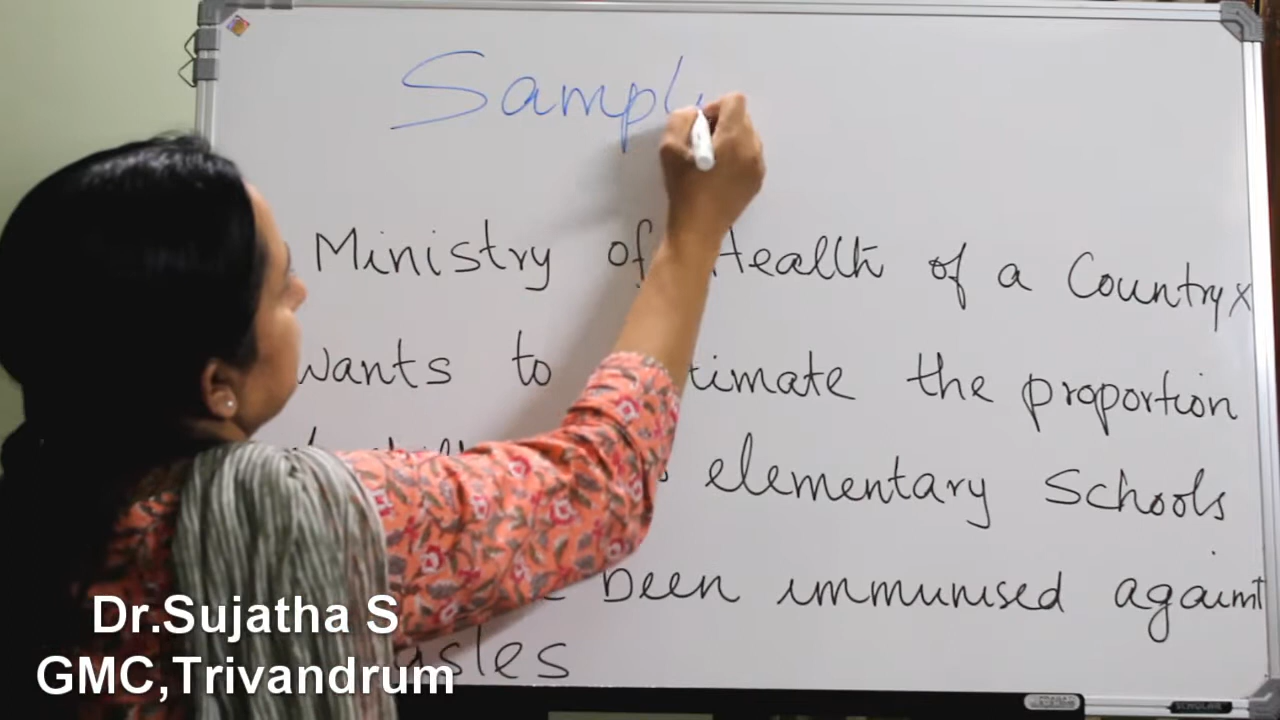 Sampl
Ministry of Health of a Country X
wants to timate the proportion
elementary Schools
been immunised against
asles
Dr.Sujatha S
GMC,Trivandrum